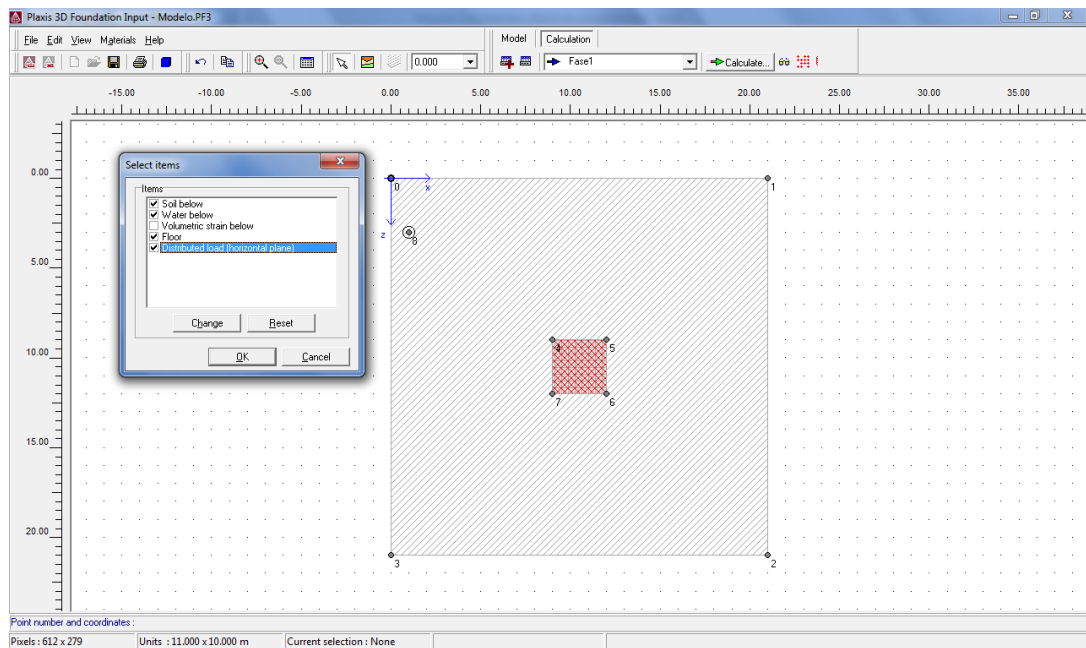 Plaxis 3D Foundation Input - Modelo.PF3
File Edit View Materials Help
Model Calculation
0.000
Fase1
Calculate...
-15.00 -10.00 -5.00 0.00 5.00 10.00 15.00 20.00 25.00 30.00 35.00
0.00
5.00
10.00
15.00
20.00
Select items
Items
Soil below
Water below
Volumetric strain below
Floor
Distributed load (horizontal plane)
Change Reset
OK Cancel
0 x 1
z 8
4 5
7 6
3 2
Point number and coordinates :
Pixels : 612 x 279 Units : 11.000 x 10.000 m Current selection : None